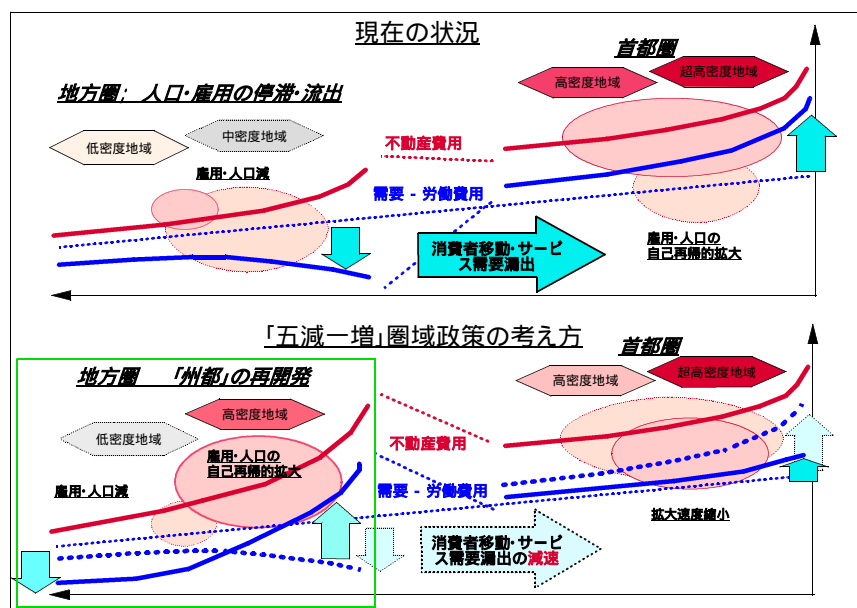 現在の状況
首都圏
地方圏; 人口・雇用の停滞・流出
高密度地域
超高密度地域
低密度地域
中密度地域
雇用・人口減
不動産費用
需要 - 労働費用
消費者移動・サービ
ス需要漏出
雇用・人口の
自己再帰的拡大
「五減一増」圏域政策の考え方
首都圏
地方圏 「州都」の再開発
高密度地域
超高密度地域
高密度地域
低密度地域
不動産費用
雇用・人口の
自己再帰的拡大
雇用・人口減
需要 - 労働費用
拡大速度縮小
消費者移動・サービ
ス需要漏出の減速